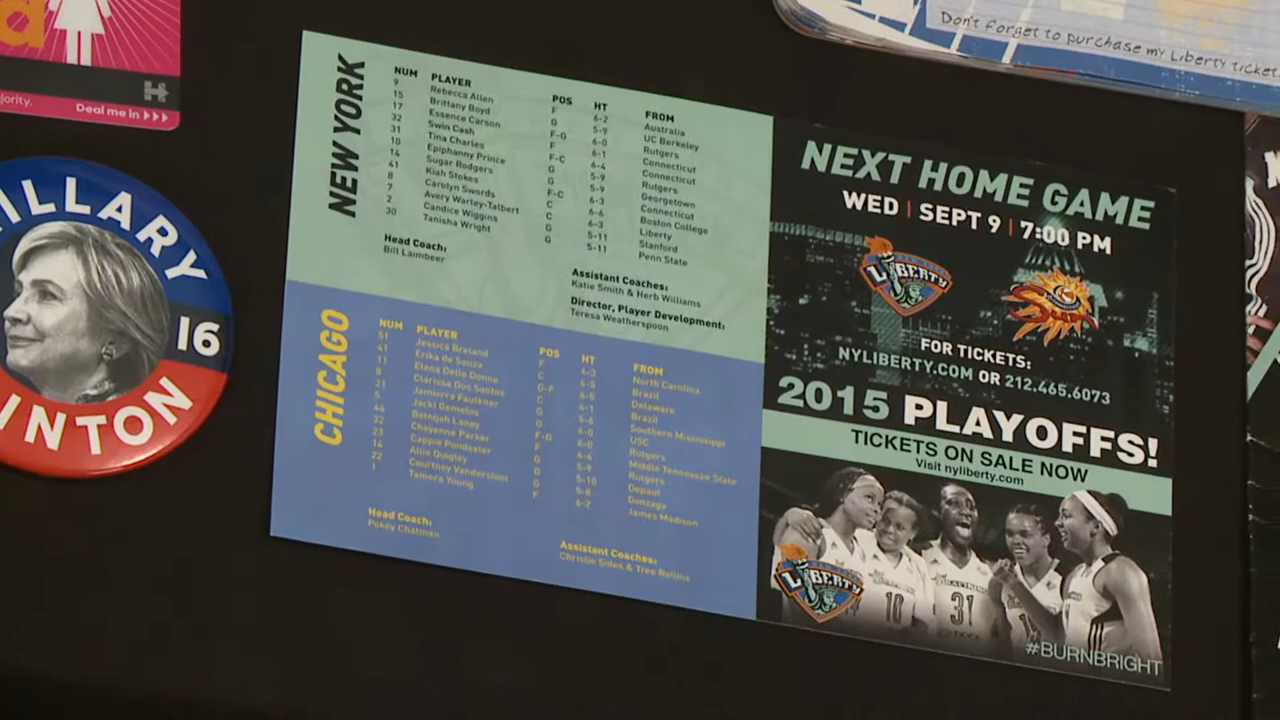 d
jority.
Deal me in
HILLARY
16
CLINTON
NEW YORK
NUM PLAYER POS HT FROM
9 Rebecca Allen F 6-2 Australia
15 Brittany Boyd G 5-9 UC Berkeley
17 Essence Carson F-G 6-0 Rutgers
32 Swin Cash F 6-1 Connecticut
31 Tina Charles F-C 6-4 Connecticut
10 Epiphanny Prince G 5-9 Rutgers
14 Sugar Rodgers G 5-9 Georgetown
41 Kiah Stokes F-C 6-3 Connecticut
8 Carolyn Swords C 6-6 Boston College
7 Avery Warley-Talbert C 6-3 Liberty
2 Candice Wiggins G 5-11 Stanford
30 Tanisha Wright G 5-11 Penn State
Head Coach:
Bill Laimbeer
Assistant Coaches:
Katie Smith & Herb Williams
Director, Player Development:
Teresa Weatherspoon
CHICAGO
NUM PLAYER POS HT FROM
51 Jessica Breland F 6-3 North Carolina
41 Erika de Souza C 6-5 Brazil
11 Elena Delle Donne G-F 6-5 Delaware
8 Clarissa Dos Santos C 6-1 Brazil
21 Jamierra Faulkner G 5-6 Southern Mississippi
5 Jacki Gemelos G 6-0 USC
44 Betnijah Laney F-G 6-0 Rutgers
32 Cheyenne Parker F 6-4 Middle Tennessee State
23 Cappie Pondexter G 5-9 Rutgers
14 Allie Quigley G 5-10 Depaul
22 Courtney Vandersloot G 5-8 Gonzaga
1 Tamera Young F 6-2 James Madison
Head Coach:
Pokey Chatman
Assistant Coaches:
Christie Sides & Tree Rollins
NEXT HOME GAME
WED | SEPT 9 | 7:00 PM
LIBERTY
FOR TICKETS:
NYLIBERTY.COM OR 212.465.6073
2015 PLAYOFFS!
TICKETS ON SALE NOW
Visit nyliberty.com
LIBERTY
10
31
#BURNBRIGHT
Don't forget to purchase my Liberty ticket